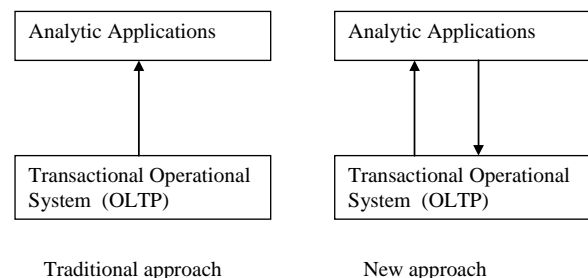 Analytic Applications
Analytic Applications
Transactional Operational
System (OLTP)
Transactional Operational
System (OLTP)
Traditional approach
New approach